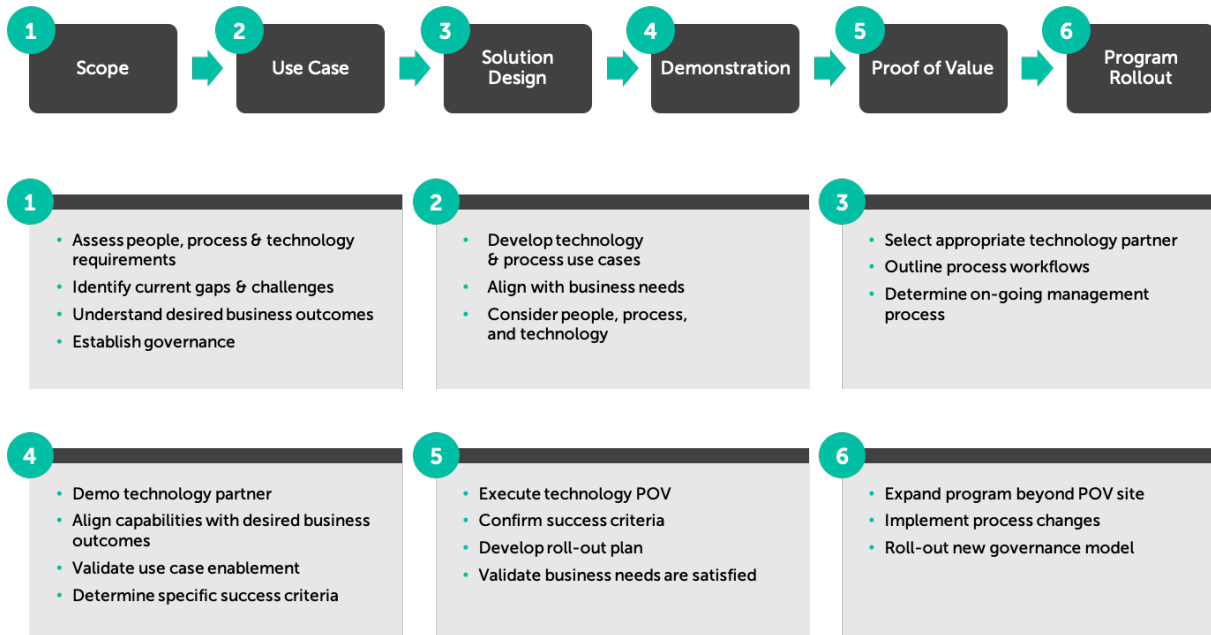 1
Scope
2
Use Case
3
Solution
Design
4
Demonstration
5
Proof of Value
6
Program
Rollout
1
• Assess people, process & technology
requirements
• Identify current gaps & challenges
• Understand desired business outcomes
• Establish governance
2
• Develop technology
& process use cases
• Align with business needs
• Consider people, process,
and technology
3
• Select appropriate technology partner
• Outline process workflows
• Determine on-going management
process
4
• Demo technology partner
• Align capabilities with desired business
outcomes
• Validate use case enablement
• Determine specific success criteria
5
• Execute technology POV
• Confirm success criteria
• Develop roll-out plan
• Validate business needs are satisfied
6
• Expand program beyond POV site
• Implement process changes
• Roll-out new governance model